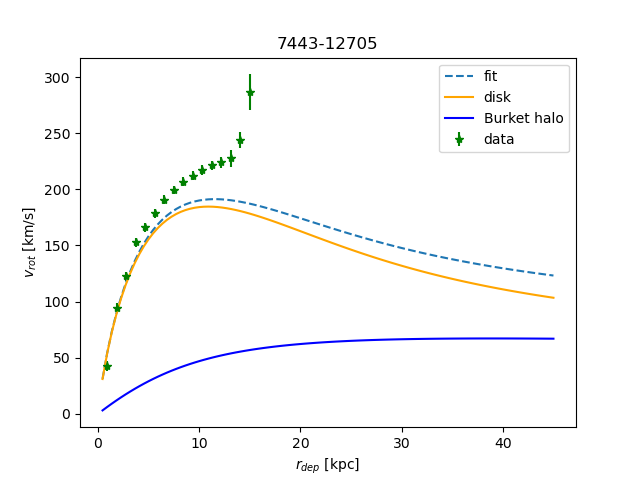 7443-12705
300
250
200
150
100
50
0
v_rot [km/s]
0 10 20 30 40
r_dep [kpc]
fit
disk
Burket halo
data